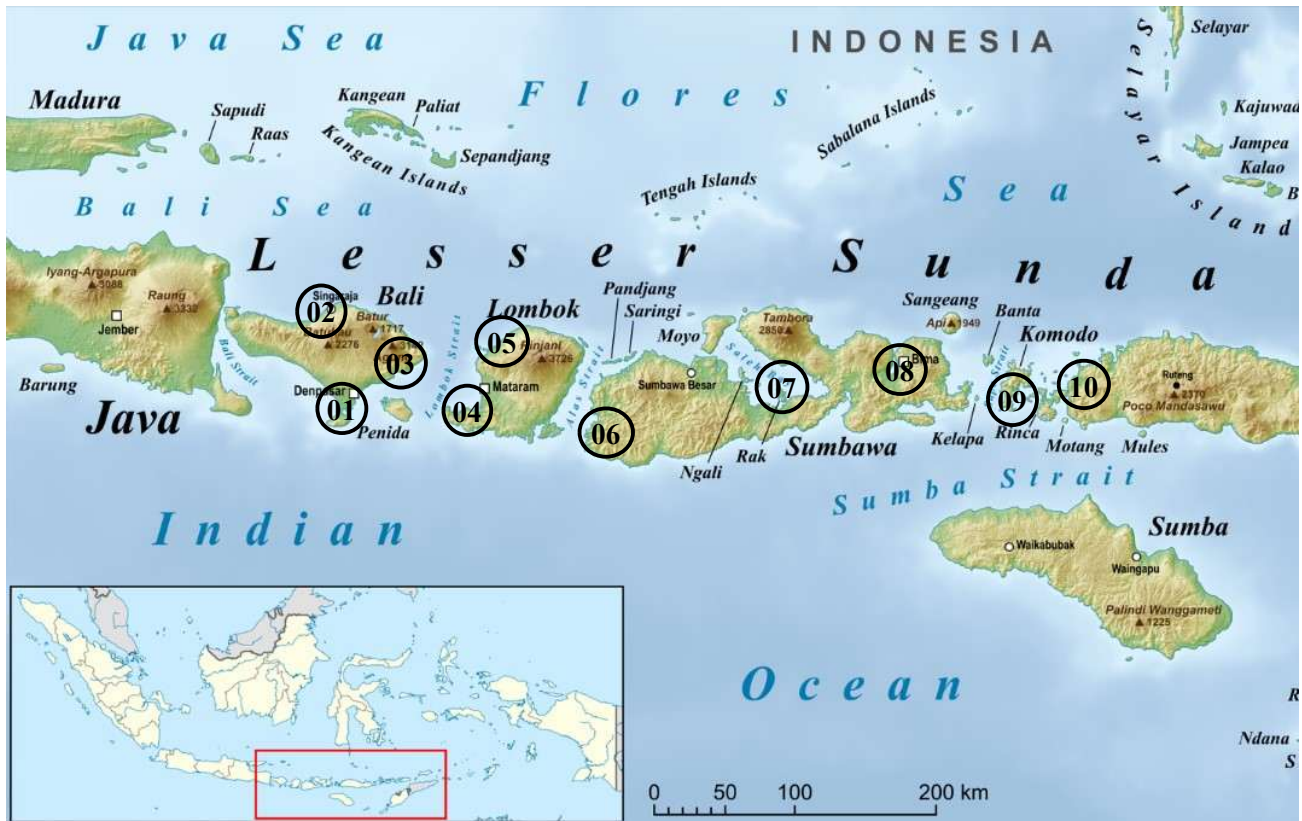 Java Sea
INDONESIA
Selayar
Madura
Sapudi
Raas
Kangean
Paliat
Sepandjang
Kangean Islands
Flores
Sabalana Islands
Selayar Island
Kajuwad
Jampea
Kalao
B
Bali Sea
Tengah Islands
Sea
Lesser Sunda
Iyang-Argapura
3088
Raung
3332
Jember
Barung
Java
Bali Strait
Singaraja
02
Bali
Batur
1717
2276
03
Denpasar
01
Penida
Lombok Strait
Lombok
05
Rinjani
3726
04
Mataram
Alas Strait
Pandjang
Saringi
Moyo
06
Sumbawa Besar
Tambora
2850
07
Ngali
Rak
Sumbawa
Sangeang
Api 1949
08
Bima
Banta
Komodo
09
Kelapa
Rinca
10
Motang
Mules
Ruteng
2370
Poco Mandasawu
Sumba Strait
Sumba
Waikabubak
Waingapu
Palindi Wanggameti
1225
Indian
Ocean
R
Ndana
S
0 50 100 200 km